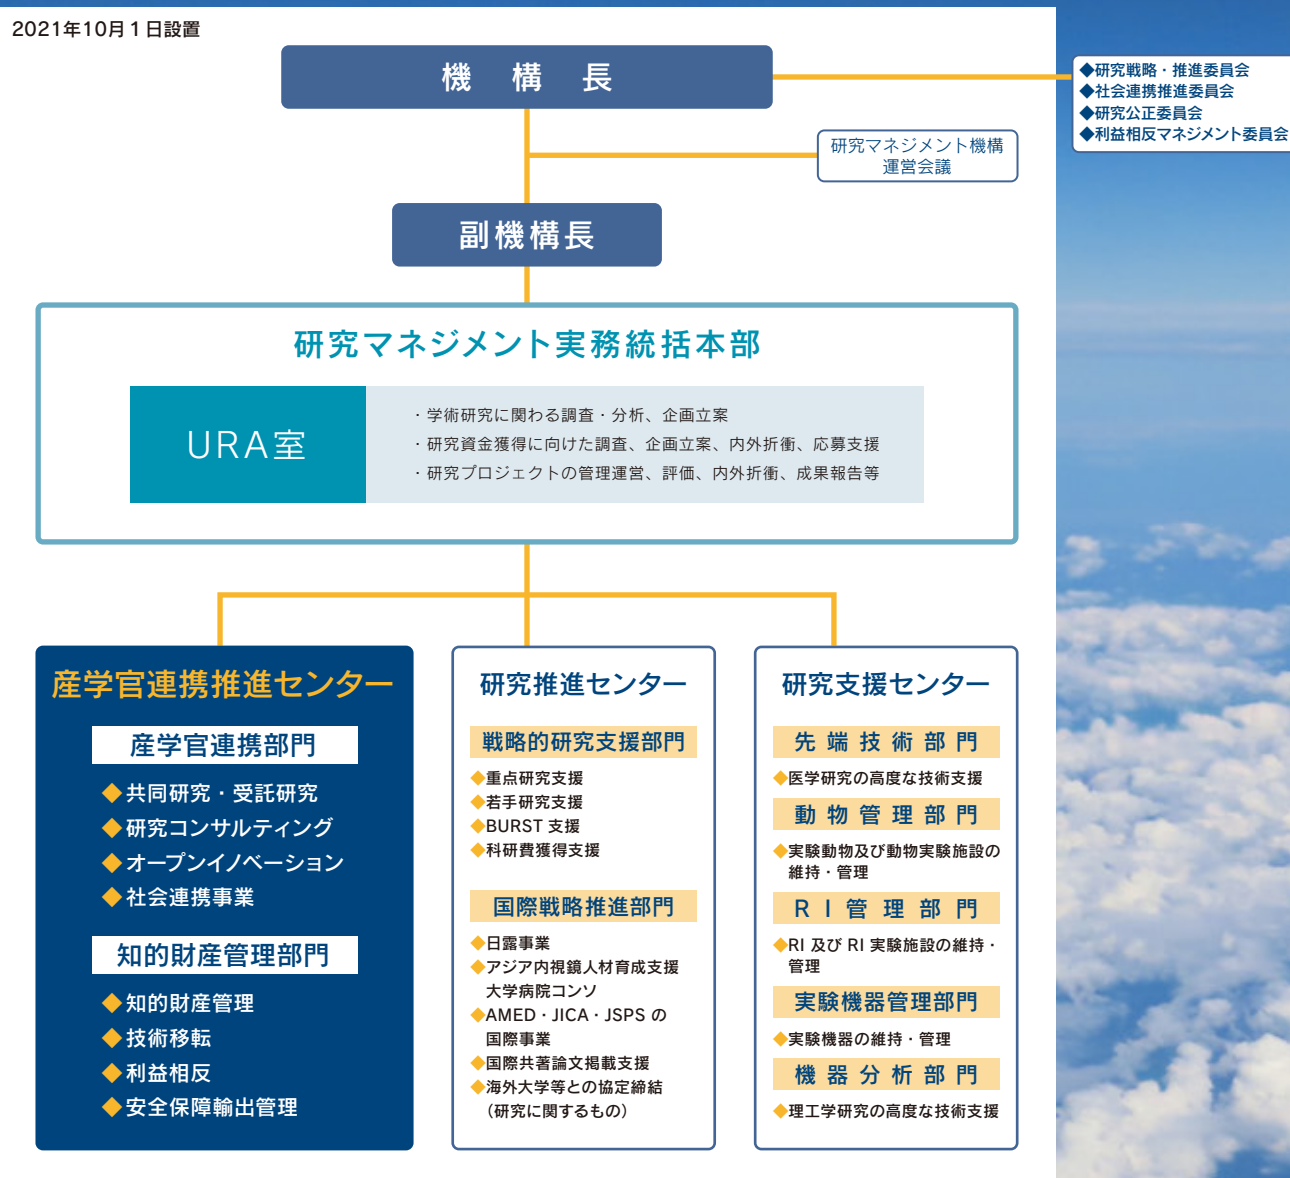 2021年10月1日設置
機 構 長
◆研究戦略・推進委員会
◆社会連携推進委員会
◆研究公正委員会
◆利益相反マネジメント委員会
研究マネジメント機構
運営会議
副機構長
研究マネジメント実務統括本部
URA室
・学術研究に関わる調査・分析、企画立案
・研究資金獲得に向けた調査、企画立案、内外折衝、応募支援
・研究プロジェクトの管理運営、評価、内外折衝、成果報告等
産学官連携推進センター
産学官連携部門
◆共同研究・受託研究
◆研究コンサルティング
◆オープンイノベーション
◆社会連携事業
知的財産管理部門
◆知的財産管理
◆技術移転
◆利益相反
◆安全保障輸出管理
研究推進センター
戦略的研究支援部門
◆重点研究支援
◆若手研究支援
◆BURST 支援
◆科研費獲得支援
国際戦略推進部門
◆日露事業
◆アジア内視鏡人材育成支援
大学病院コンソ
◆AMED・JICA・JSPS の
国際事業
◆国際共著論文掲載支援
◆海外大学等との協定締結
（研究に関するもの）
研究支援センター
先端技術部門
◆医学研究の高度な技術支援
動物管理部門
◆実験動物及び動物実験施設の
維持・管理
RI管理部門
◆RI 及び RI 実験施設の維持・
管理
実験機器管理部門
◆実験機器の維持・管理
機器分析部門
◆理工学研究の高度な技術支援